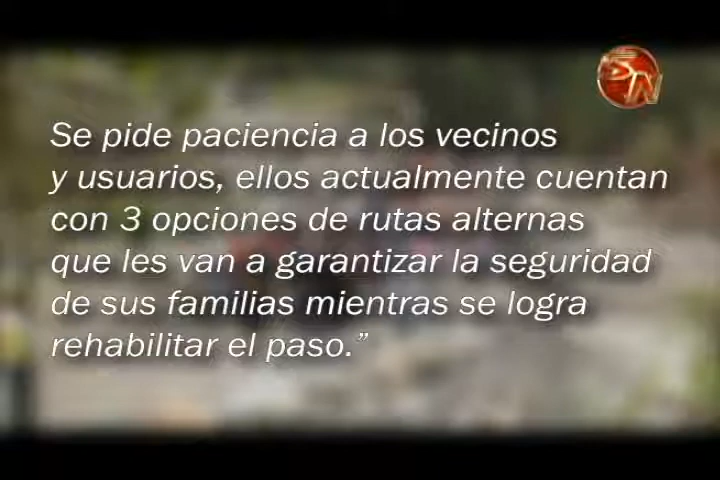 SN
Se pide paciencia a los vecinos
y usuarios, ellos actualmente cuentan
con 3 opciones de rutas alternas
que les van a garantizar la seguridad
de sus familias mientras se logra
rehabilitar el paso.”